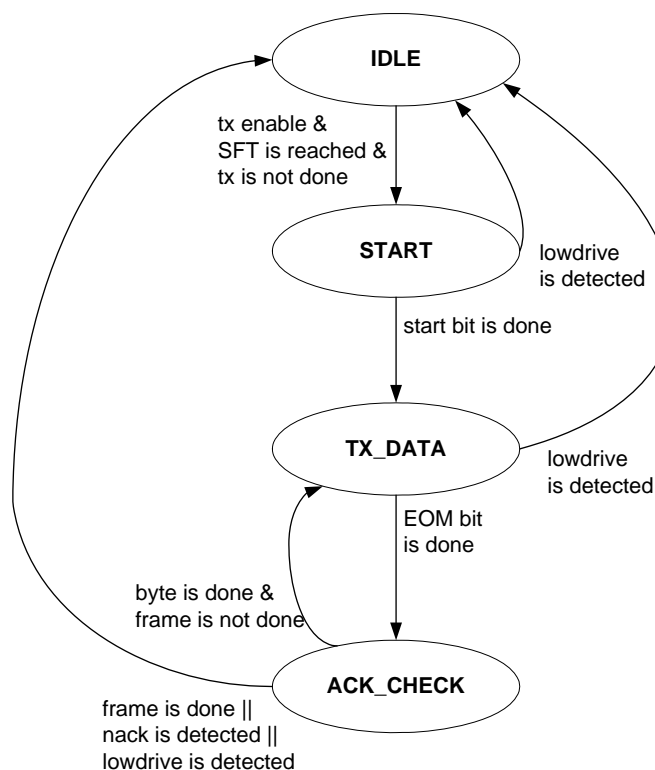 IDLE
tx enable &
SFT is reached &
tx is not done
START
lowdrive
is detected
start bit is done
TX_DATA
lowdrive
is detected
EOM bit
is done
byte is done &
frame is not done
ACK_CHECK
frame is done ||
nack is detected ||
lowdrive is detected